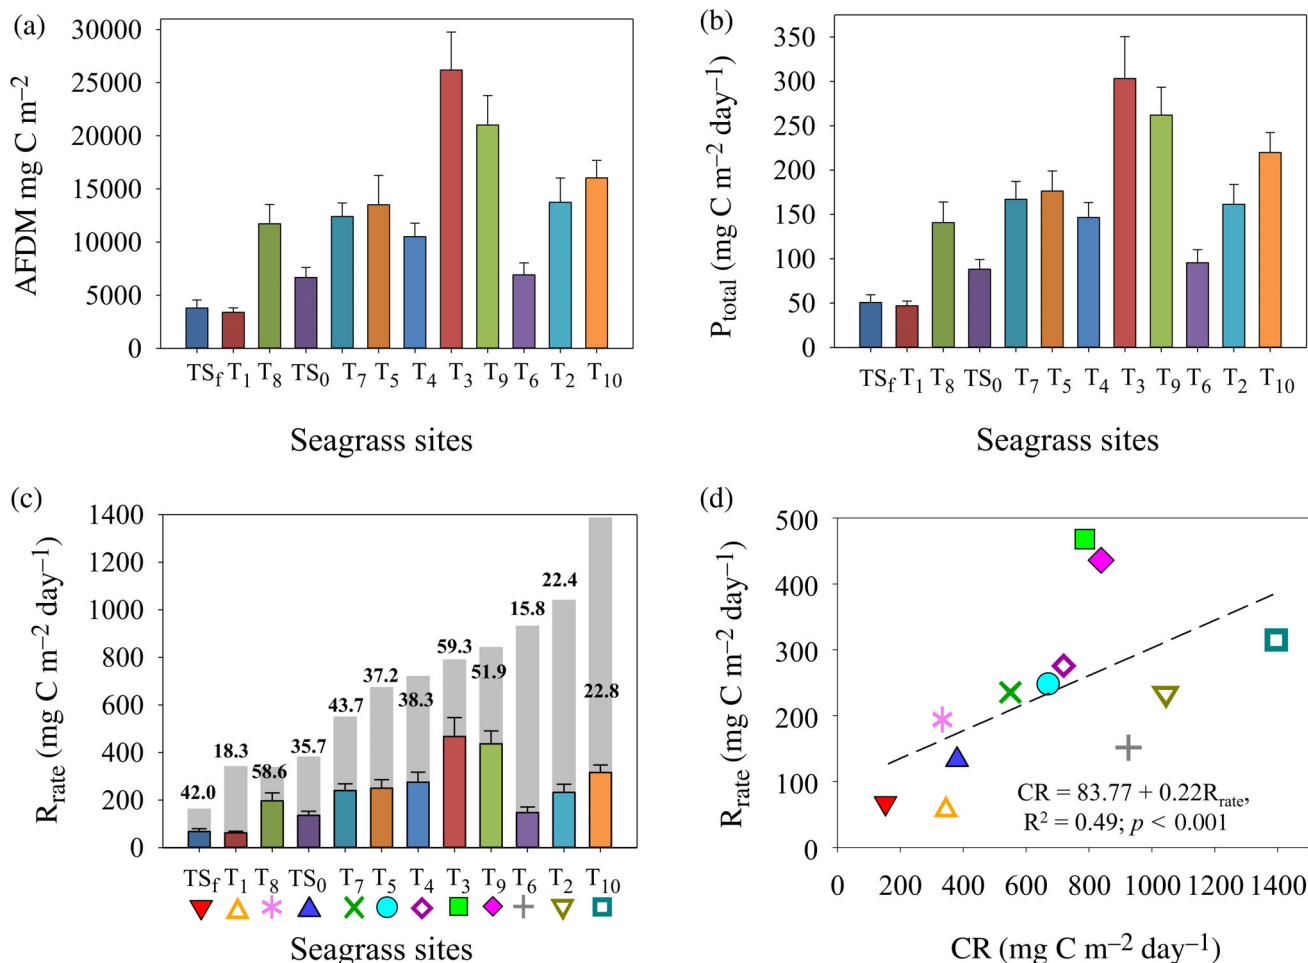 (a)
AFDM mg C m⁻²
30000
25000
20000
15000
10000
5000
0
TS_f T_1 T_8 TS_0 T_7 T_5 T_4 T_3 T_9 T_6 T_2 T_10
Seagrass sites
(b)
P_total (mg C m⁻² day⁻¹)
350
300
250
200
150
100
50
0
TS_f T_1 T_8 TS_0 T_7 T_5 T_4 T_3 T_9 T_6 T_2 T_10
Seagrass sites
(c)
R_rate (mg C m⁻² day⁻¹)
1400
1200
1000
800
600
400
200
0
42.0
18.3
58.6
35.7
43.7
37.2
38.3
59.3
51.9
15.8
22.4
22.8
TS_f T_1 T_8 TS_0 T_7 T_5 T_4 T_3 T_9 T_6 T_2 T_10
Seagrass sites
(d)
R_rate (mg C m⁻² day⁻¹)
500
400
300
200
100
0
CR = 83.77 + 0.22R_rate,
R² = 0.49; p < 0.001
0 200 400 600 800 1000 1200 1400
CR (mg C m⁻² day⁻¹)